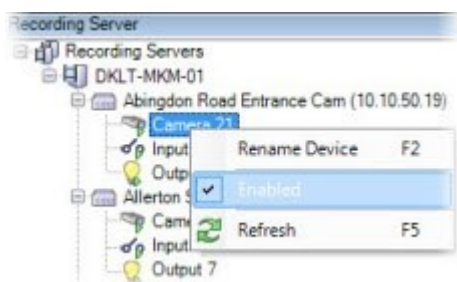 Recording Server
Recording Servers
DKLT-MKM-01
Abingdon Road Entrance Cam (10.10.50.19)
Camera 21
Input
Rename Device F2
Outp
Enabled
Allerton S
Came
Refresh F5
Input
Output 7